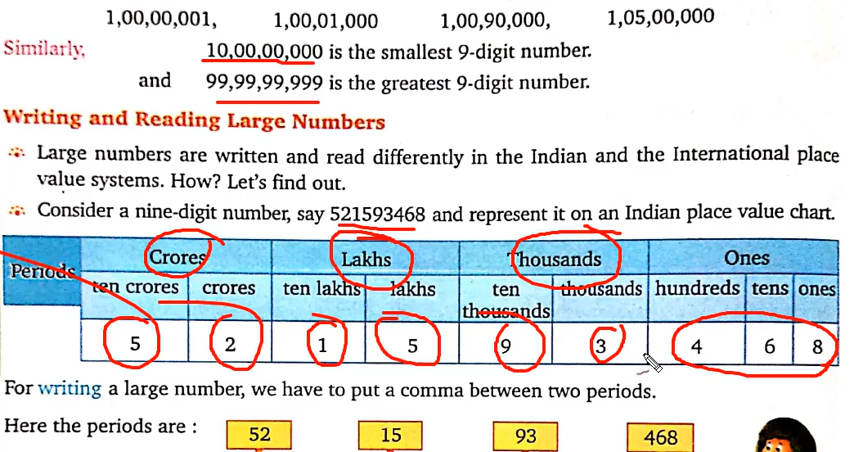 1,00,00,001, 1,00,01,000 1,00,90,000, 1,05,00,000
Similarly, 10,00,00,000 is the smallest 9-digit number.
and 99,99,99,999 is the greatest 9-digit number.
Writing and Reading Large Numbers
Large numbers are written and read differently in the Indian and the International place
value systems. How? Let's find out.
Consider a nine-digit number, say 521593468 and represent it on an Indian place value chart.
Periods Crores Lakhs Thousands Ones
ten crores crores ten lakhs lakhs ten thousands thousands hundreds tens ones
5 2 1 5 9 3 4 6 8
For writing a large number, we have to put a comma between two periods.
Here the periods are : 52 15 93 468